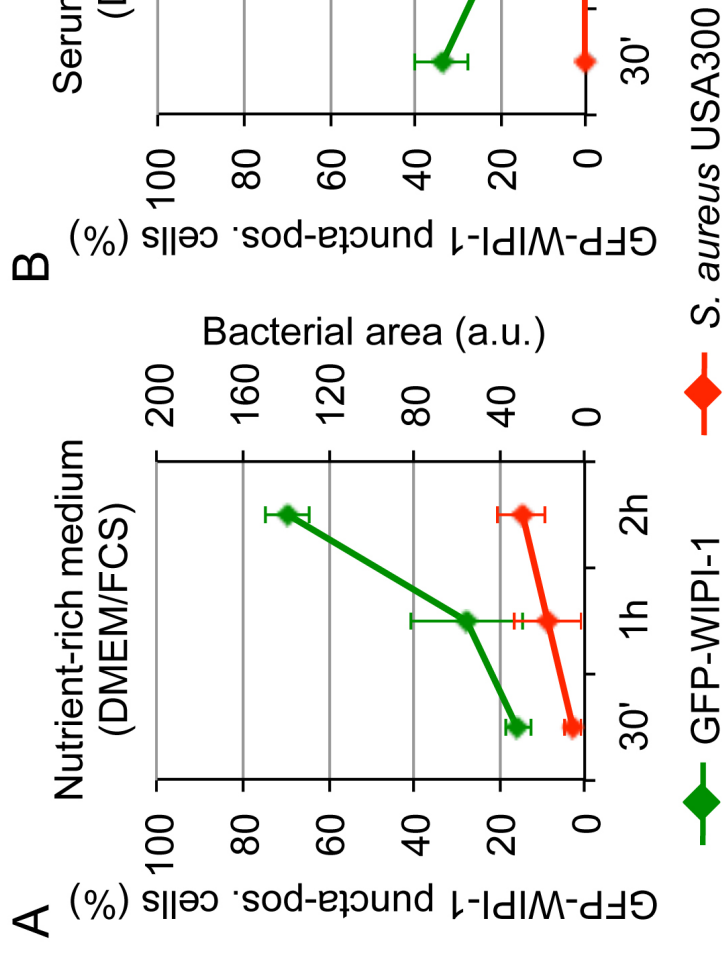 A
Nutrient-rich medium
(DMEM/FCS)
GFP-WIPI-1 puncta-pos. cells (%)
100
80
60
40
20
0
Bacterial area (a.u.)
200
160
120
80
40
0
30' 1h 2h
B
GFP-WIPI-1 puncta-pos. cells (%)
100
80
60
40
20
0
30'
GFP-WIPI-1 S. aureus USA300